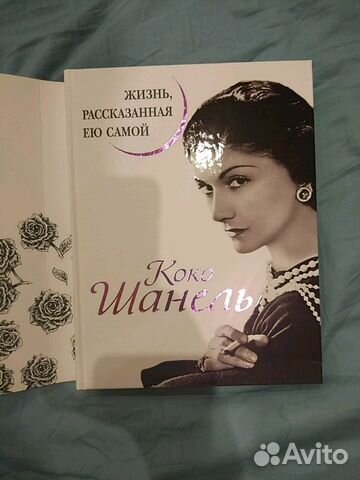 ЖИЗНЬ,
РАССКАЗАННАЯ
ЕЮ САМОЙ
Коко
Шанель
Avito